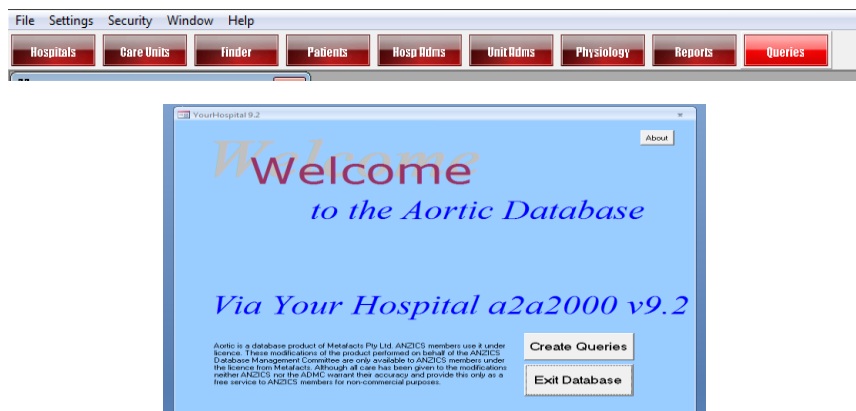 File Settings Security Window Help
Hospitals Care Units Finder Patients Hosp Adms Unit Adms Physiology Reports Queries
YourHospital 9.2
About
Welcome
to the Aortic Database
Via Your Hospital a2a2000 v9.2
Aortic is a database product of Metafacts Pty Ltd. ANZICS members use it under
licence. These modifications of the product performed on behalf of the ANZICS
Database Management Committee are only available to ANZICS members under
the licence from Metafacts. Although all care has been given to the modifications
neither ANZICS nor the ADMC warrant their accuracy and provide this only as a
free service to ANZICS members for non-commercial purposes.
Create Queries
Exit Database